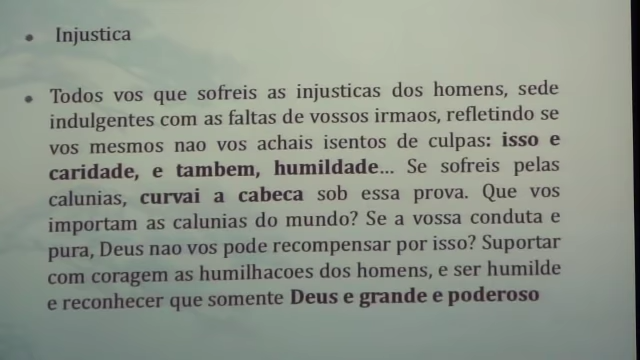 • Injustica
• Todos vos que sofreis as injusticas dos homens, sede
indulgentes com as faltas de vossos irmaos, refletindo se
vos mesmos nao vos achais isentos de culpas: isso e
caridade, e tambem, humildade... Se sofreis pelas
calunias, curvai a cabeca sob essa prova. Que vos
importam as calunias do mundo? Se a vossa conduta e
pura, Deus nao vos pode recompensar por isso? Suportar
com coragem as humilhacoes dos homens, e ser humilde
e reconhecer que somente Deus e grande e poderoso